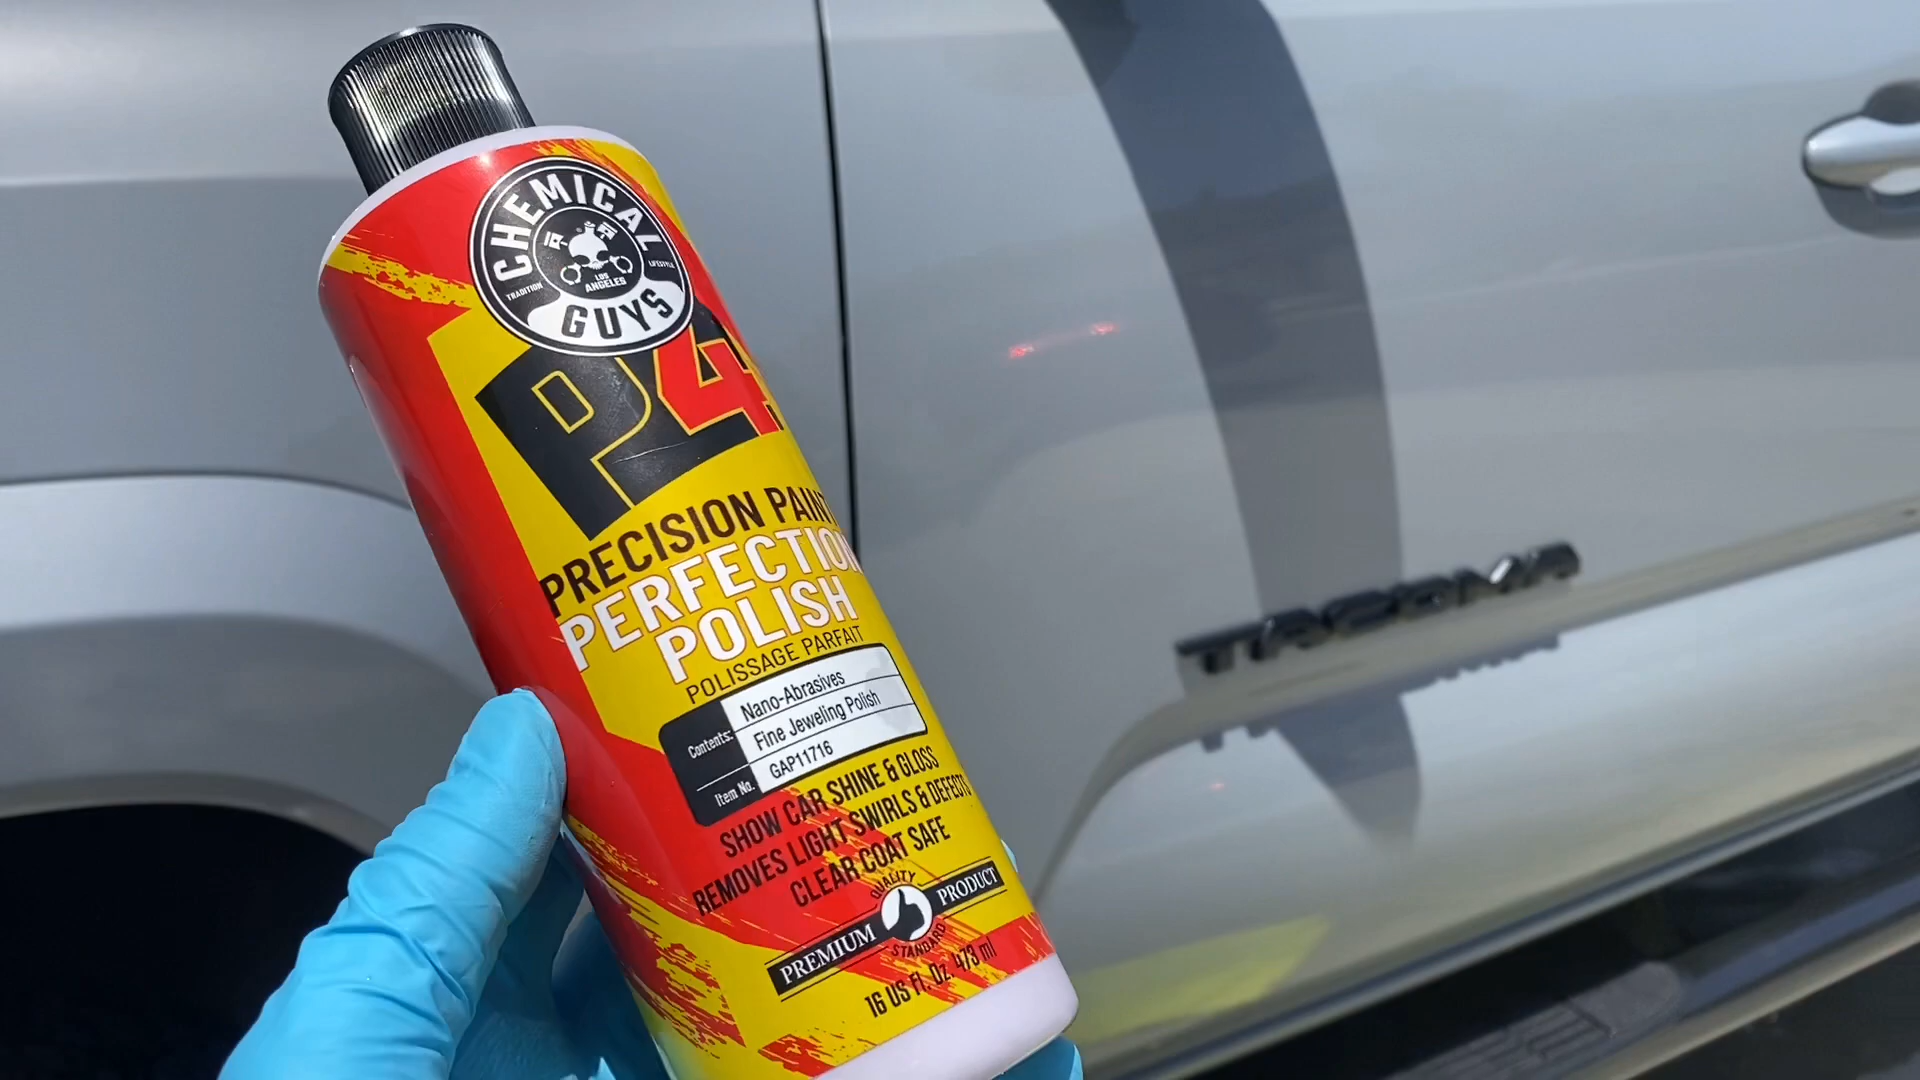 CHEMICAL
TRADITION
LOS
ANGELES
LIFESTYLE
GUYS
P4
PRECISION PAINT
PERFECTION
POLISH
POLISSAGE PARFAIT
Contents: Nano-Abrasives
Fine Jeweling Polish
Item No. GAP11716
SHOW CAR SHINE & GLOSS
REMOVES LIGHT SWIRLS & DEFECTS
CLEAR COAT SAFE
QUALITY
PREMIUM PRODUCT
STANDARD
16 US Fl. Oz 473 ml
TACOMA